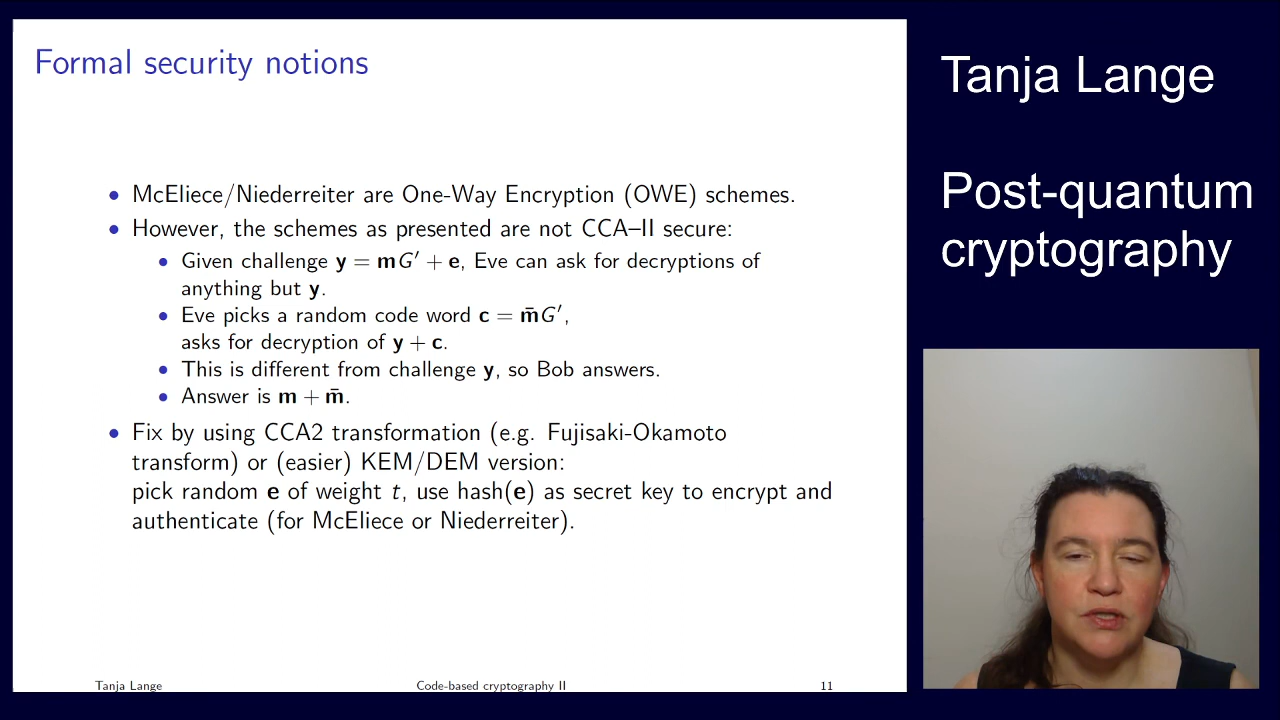 Formal security notions
• McEliece/Niederreiter are One-Way Encryption (OWE) schemes.
• However, the schemes as presented are not CCA–II secure:
• Given challenge y = mG′ + e, Eve can ask for decryptions of
anything but y.
• Eve picks a random code word c = m̄G′,
asks for decryption of y + c.
• This is different from challenge y, so Bob answers.
• Answer is m + m̄.
• Fix by using CCA2 transformation (e.g. Fujisaki-Okamoto
transform) or (easier) KEM/DEM version:
pick random e of weight t, use hash(e) as secret key to encrypt and
authenticate (for McEliece or Niederreiter).
Tanja Lange
Code-based cryptography II
11
Tanja Lange
Post-quantum
cryptography